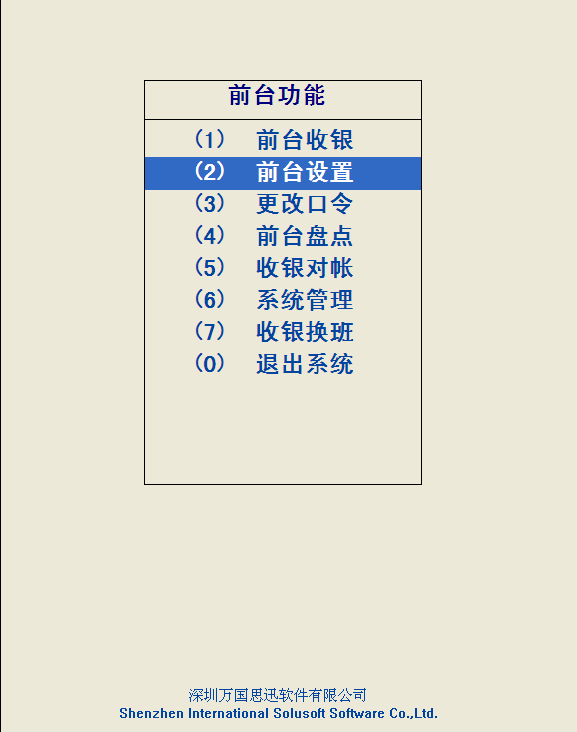 前台功能
(1) 前台收银
(2) 前台设置
(3) 更改口令
(4) 前台盘点
(5) 收银对帐
(6) 系统管理
(7) 收银换班
(0) 退出系统
深圳万国思迅软件有限公司
Shenzhen International Solusoft Software Co.,Ltd.